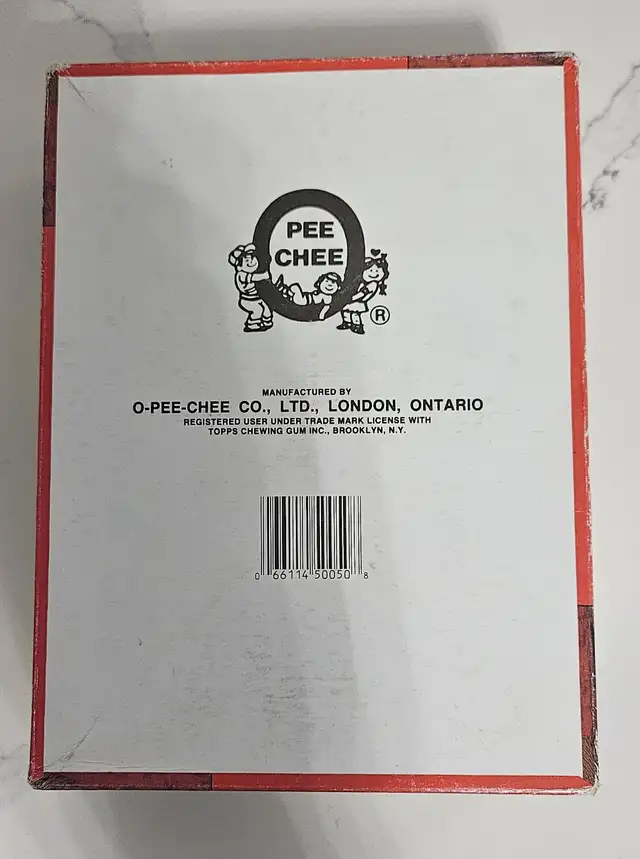 PEE
CHEE
®
MANUFACTURED BY
O-PEE-CHEE CO., LTD., LONDON, ONTARIO
REGISTERED USER UNDER TRADE MARK LICENSE WITH
TOPPS CHEWING GUM INC., BROOKLYN, N.Y.
0 66114 50050 8